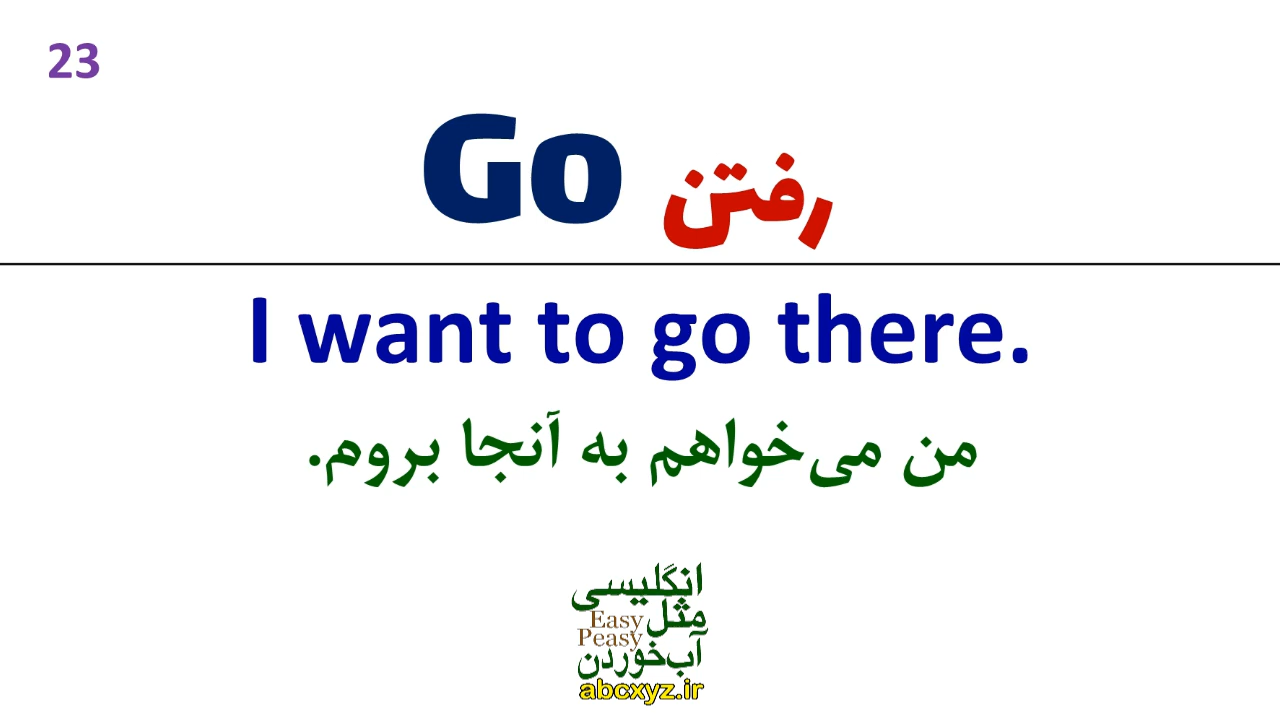 23
Go رفتن
I want to go there.
من می‌خواهم به آنجا بروم.
انگلیسی
مثل
Easy
Peasy
آب‌خوردن
abcxyz.ir